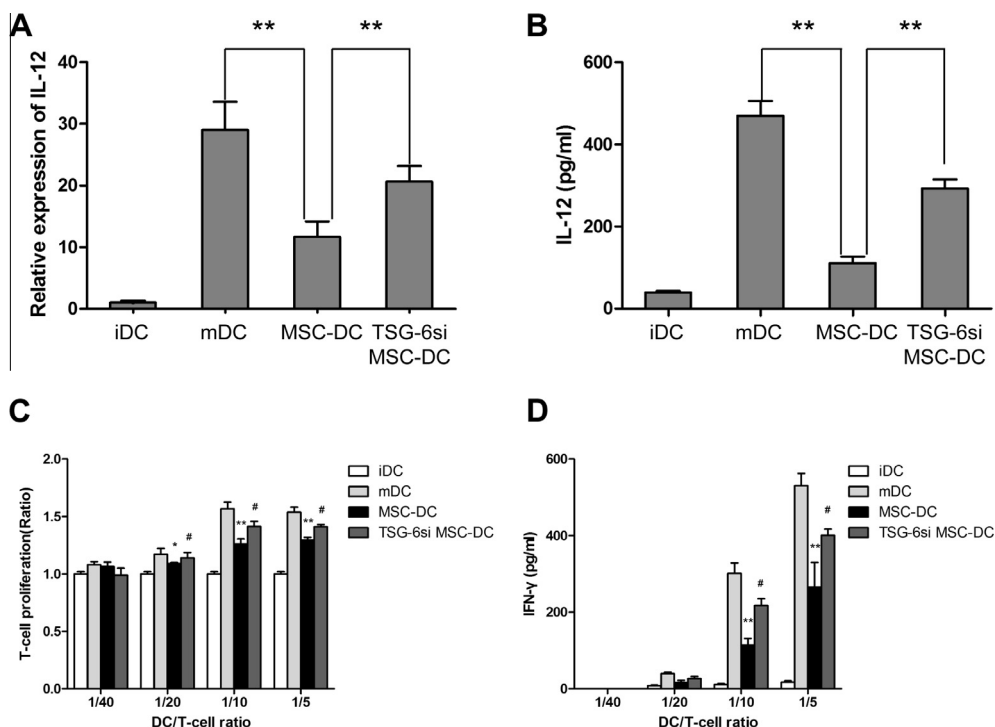 A
**
**
Relative expression of IL-12
40
30
20
10
0
iDC
mDC
MSC-DC
TSG-6si
MSC-DC
B
**
**
IL-12 (pg/ml)
600
400
200
0
iDC
mDC
MSC-DC
TSG-6si
MSC-DC
C
T-cell proliferation(Ratio)
2.0
1.5
1.0
0.5
0.0
*
#
**
#
**
#
1/40
1/20
1/10
1/5
DC/T-cell ratio
iDC
mDC
MSC-DC
TSG-6si MSC-DC
D
IFN-γ (pg/ml)
600
400
200
0
**
#
**
#
1/40
1/20
1/10
1/5
DC/T-cell ratio
iDC
mDC
MSC-DC
TSG-6si MSC-DC